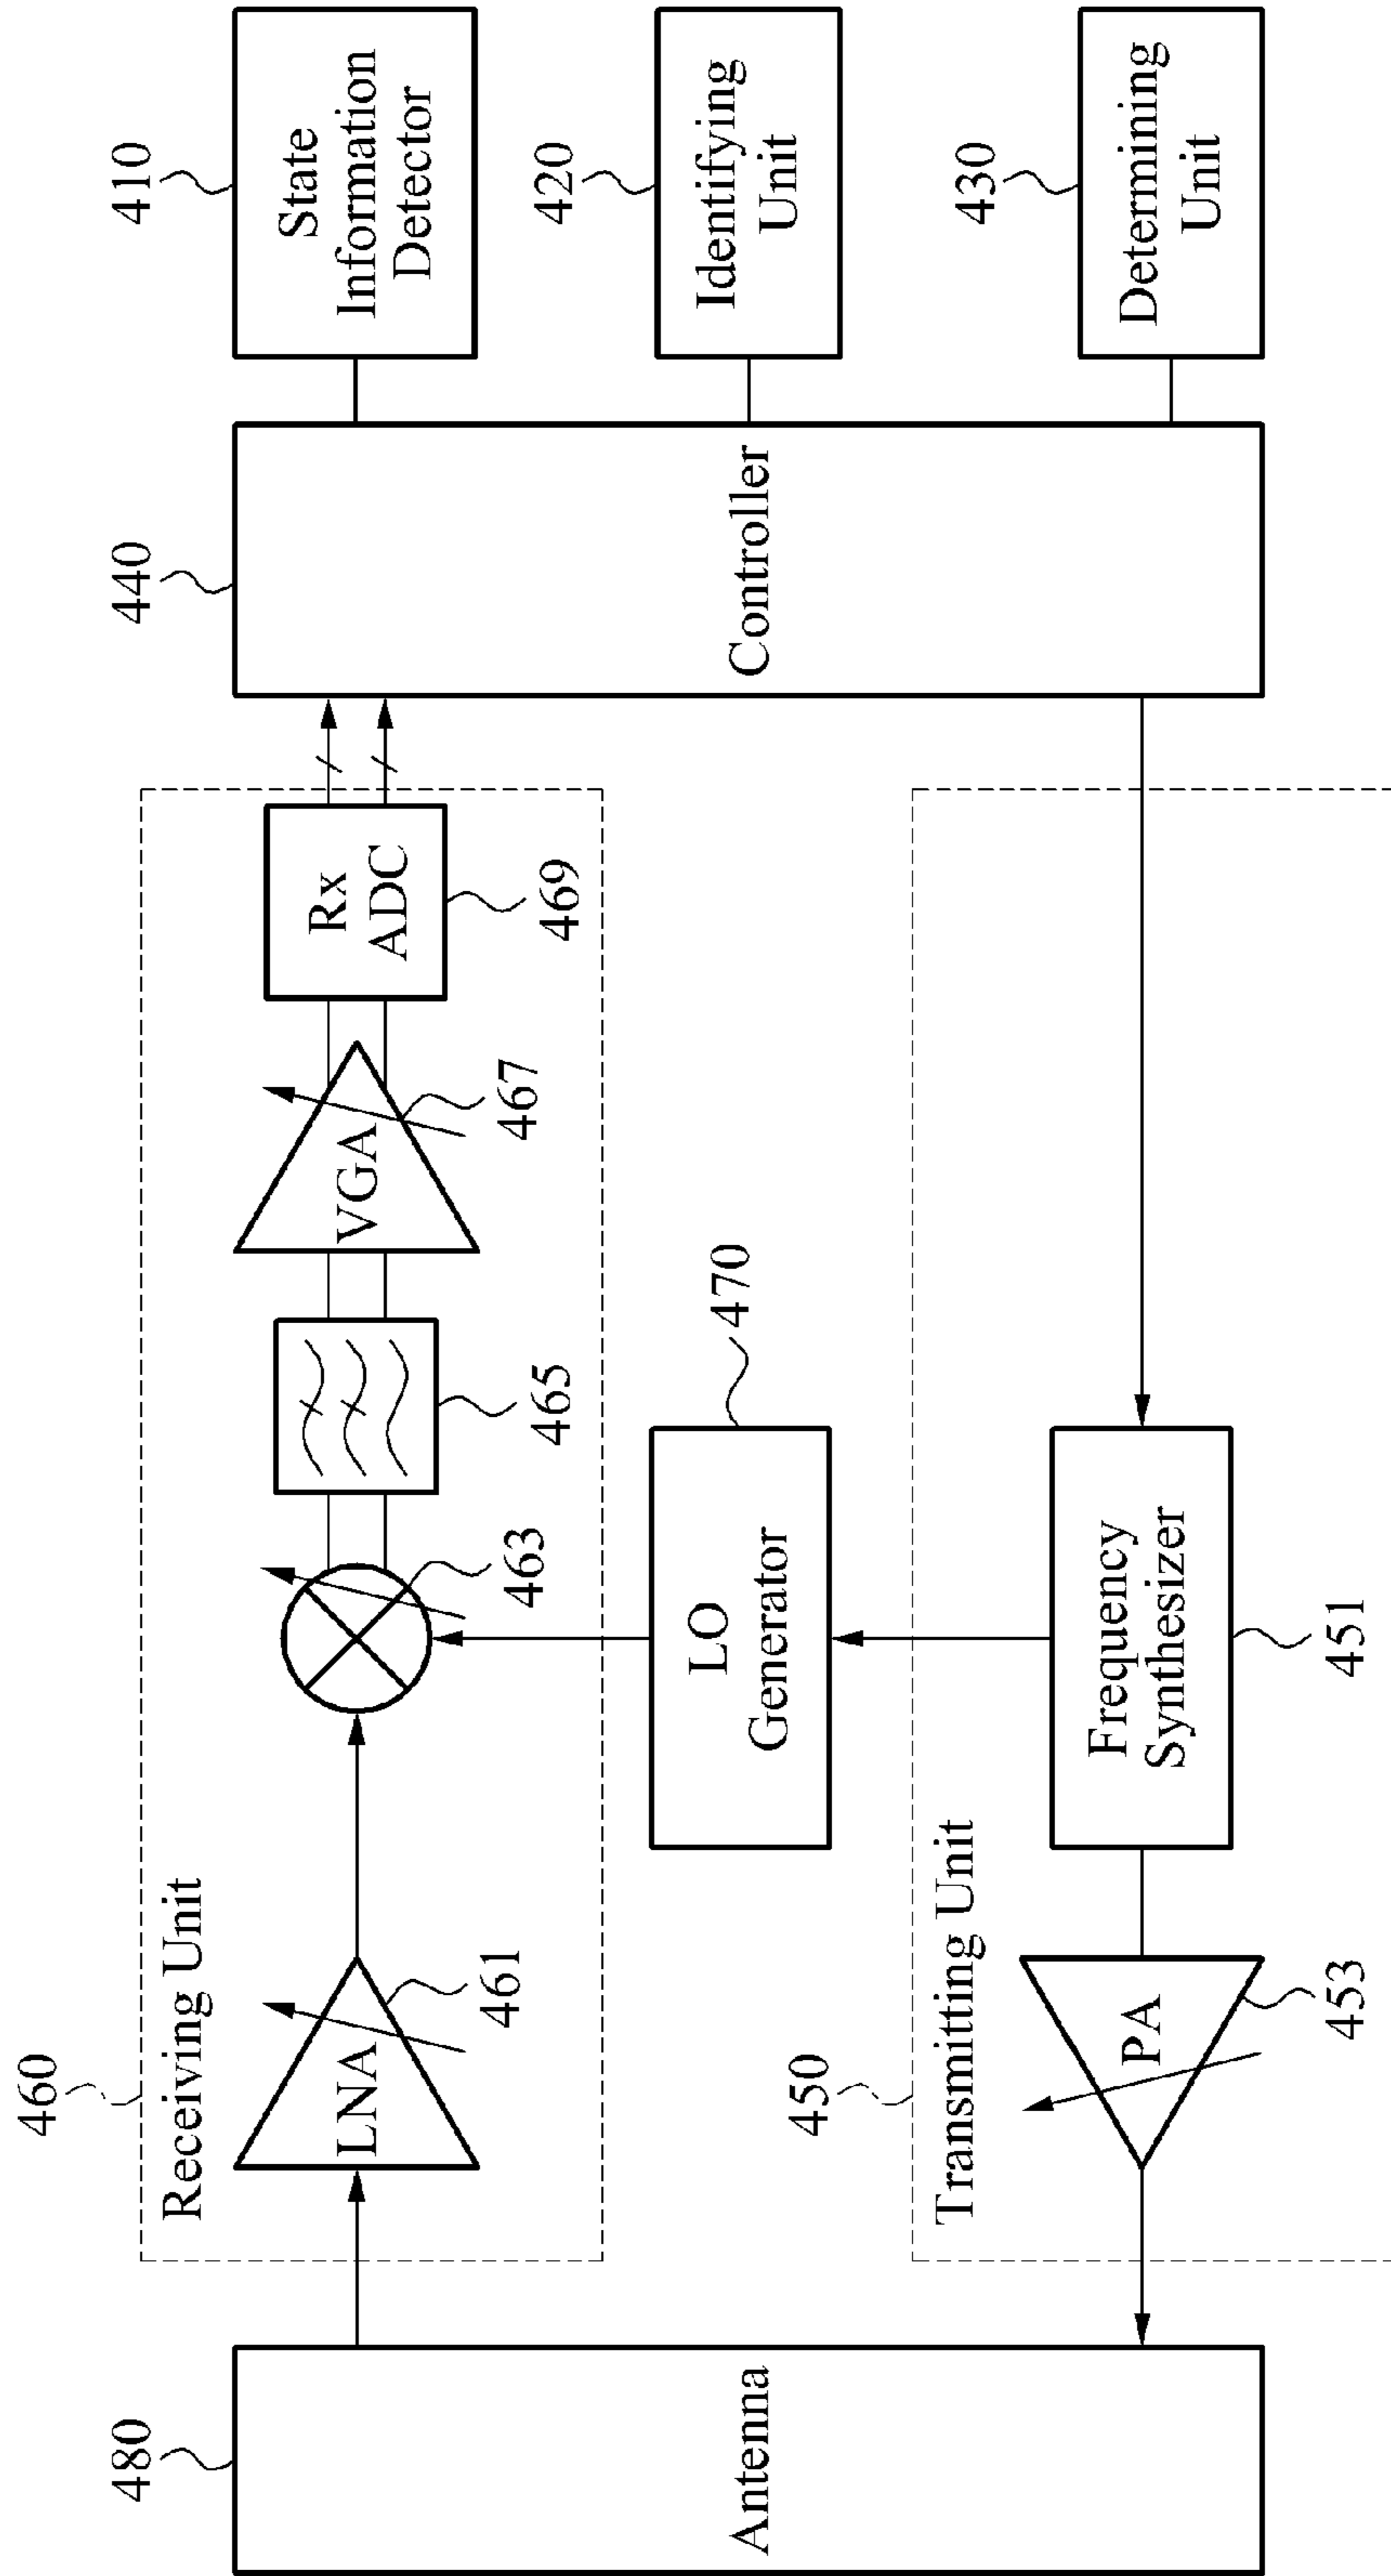 480
Antenna
460
Receiving Unit
LNA
461
463
465
VGA
467
Rx
ADC
469
LO
Generator
470
450
Transmitting Unit
PA
453
Frequency
Synthesizer
451
440
Controller
410
State
Information
Detector
420
Identifying
Unit
430
Determining
Unit